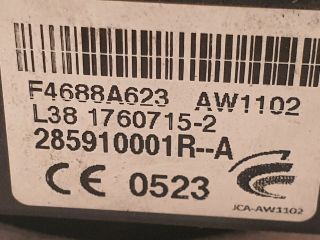 F4688A623 AW1102
L38 1760715-2
285910001R--A
CE 0523
JCA-AW1102